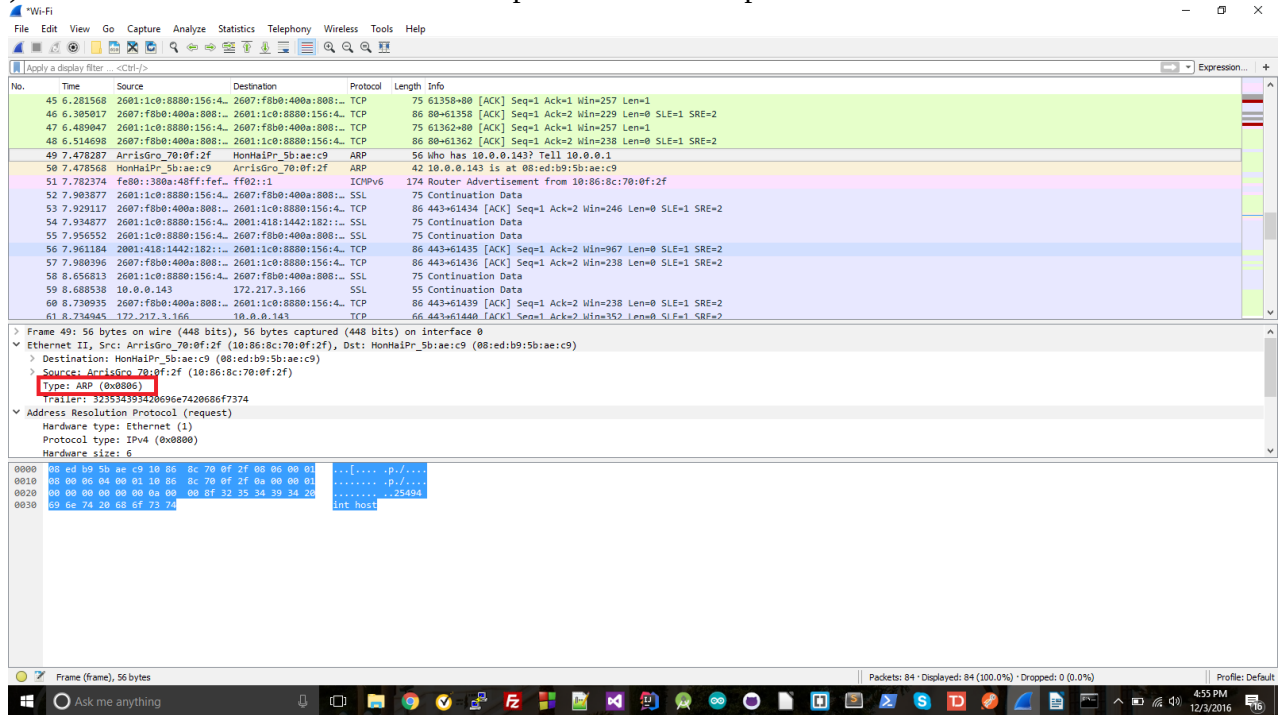 *Wi-Fi
File Edit View Go Capture Analyze Statistics Telephony Wireless Tools Help
Apply a display filter ... <Ctrl-/> Expression... +
No. Time Source Destination Protocol Length Info
45 6.281568 2601:1c0:8880:156:4… 2607:f8b0:400a:808:… TCP 75 61358→80 [ACK] Seq=1 Ack=1 Win=257 Len=1
46 6.305017 2607:f8b0:400a:808:… 2601:1c0:8880:156:4… TCP 86 80→61358 [ACK] Seq=1 Ack=2 Win=229 Len=0 SLE=1 SRE=2
47 6.489047 2601:1c0:8880:156:4… 2607:f8b0:400a:808:… TCP 75 61362→80 [ACK] Seq=1 Ack=1 Win=257 Len=1
48 6.514698 2607:f8b0:400a:808:… 2601:1c0:8880:156:4… TCP 86 80→61362 [ACK] Seq=1 Ack=2 Win=238 Len=0 SLE=1 SRE=2
49 7.478287 ArrisGro_70:0f:2f HonHaiPr_5b:ae:c9 ARP 56 Who has 10.0.0.143? Tell 10.0.0.1
50 7.478568 HonHaiPr_5b:ae:c9 ArrisGro_70:0f:2f ARP 42 10.0.0.143 is at 08:ed:b9:5b:ae:c9
51 7.782374 fe80::380a:48ff:fef… ff02::1 ICMPv6 174 Router Advertisement from 10:86:8c:70:0f:2f
52 7.903877 2601:1c0:8880:156:4… 2607:f8b0:400a:808:… SSL 75 Continuation Data
53 7.929117 2607:f8b0:400a:808:… 2601:1c0:8880:156:4… TCP 86 443→61434 [ACK] Seq=1 Ack=2 Win=246 Len=0 SLE=1 SRE=2
54 7.934877 2601:1c0:8880:156:4… 2001:418:1442:182::… SSL 75 Continuation Data
55 7.956552 2601:1c0:8880:156:4… 2607:f8b0:400a:808:… SSL 75 Continuation Data
56 7.961184 2001:418:1442:182::… 2601:1c0:8880:156:4… TCP 86 443→61435 [ACK] Seq=1 Ack=2 Win=967 Len=0 SLE=1 SRE=2
57 7.980396 2607:f8b0:400a:808:… 2601:1c0:8880:156:4… TCP 86 443→61436 [ACK] Seq=1 Ack=2 Win=238 Len=0 SLE=1 SRE=2
58 8.656813 2601:1c0:8880:156:4… 2607:f8b0:400a:808:… SSL 75 Continuation Data
59 8.688538 10.0.0.143 172.217.3.166 SSL 55 Continuation Data
60 8.730935 2607:f8b0:400a:808:… 2601:1c0:8880:156:4… TCP 86 443→61439 [ACK] Seq=1 Ack=2 Win=238 Len=0 SLE=1 SRE=2
61 8.734945 172.217.3.166 10.0.0.143 TCP 66 443→61440 [ACK] Seq=1 Ack=2 Win=352 Len=0 SLE=1 SRE=2
> Frame 49: 56 bytes on wire (448 bits), 56 bytes captured (448 bits) on interface 0
Ethernet II, Src: ArrisGro_70:0f:2f (10:86:8c:70:0f:2f), Dst: HonHaiPr_5b:ae:c9 (08:ed:b9:5b:ae:c9)
> Destination: HonHaiPr_5b:ae:c9 (08:ed:b9:5b:ae:c9)
> Source: ArrisGro_70:0f:2f (10:86:8c:70:0f:2f)
Type: ARP (0x0806)
Trailer: 323534393420696e7420686f7374
Address Resolution Protocol (request)
Hardware type: Ethernet (1)
Protocol type: IPv4 (0x0800)
Hardware size: 6
0000 08 ed b9 5b ae c9 10 86 8c 70 0f 2f 08 06 00 01 ...[.... .p./....
0010 08 00 06 04 00 01 10 86 8c 70 0f 2f 0a 00 00 01 ........ .p./....
0020 00 00 00 00 00 00 0a 00 00 8f 32 35 34 39 34 20 ........ ..25494
0030 69 6e 74 20 68 6f 73 74 int host
Frame (frame), 56 bytes Packets: 84 · Displayed: 84 (100.0%) · Dropped: 0 (0.0%) Profile: Default
Ask me anything 4:55 PM
12/3/2016 16